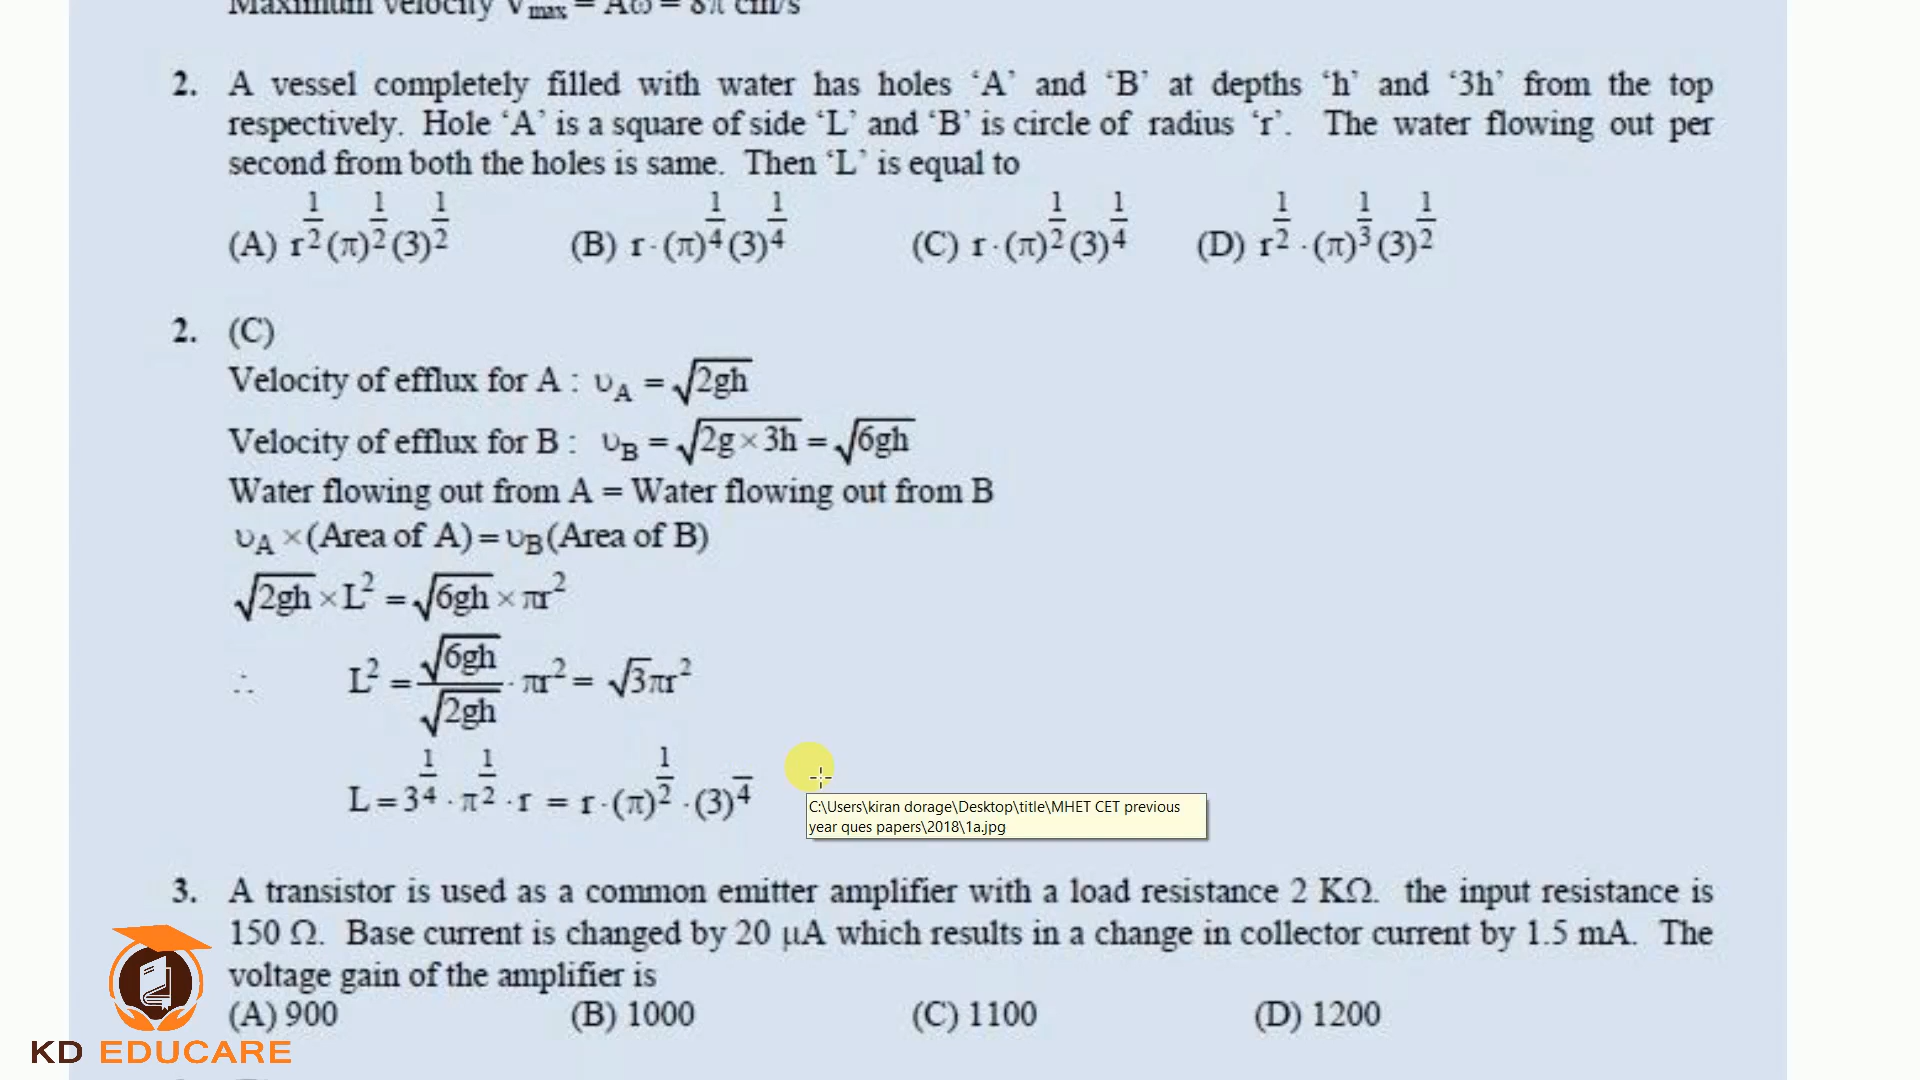 Maximum velocity Vmax = Aω = 8π cm/s
2. A vessel completely filled with water has holes ‘A’ and ‘B’ at depths ‘h’ and ‘3h’ from the top
respectively. Hole ‘A’ is a square of side ‘L’ and ‘B’ is circle of radius ‘r’. The water flowing out per
second from both the holes is same. Then ‘L’ is equal to
(A) r^(1/2) (π)^(1/2) (3)^(1/2) (B) r · (π)^(1/4) (3)^(1/4) (C) r · (π)^(1/2) (3)^(1/4) (D) r^(1/2) · (π)^(1/3) (3)^(1/2)
2. (C)
Velocity of efflux for A : υA = √2gh
Velocity of efflux for B : υB = √2g × 3h = √6gh
Water flowing out from A = Water flowing out from B
υA × (Area of A) = υB (Area of B)
√2gh × L² = √6gh × πr²
∴ L² = √6gh / √2gh · πr² = √3πr²
L = 3^(1/4) · π^(1/2) · r = r · (π)^(1/2) · (3)^(‾4)
C:\Users\kiran dorage\Desktop\title\MHET CET previous
year ques papers\2018\1a.jpg
3. A transistor is used as a common emitter amplifier with a load resistance 2 KΩ. the input resistance is
150 Ω. Base current is changed by 20 μA which results in a change in collector current by 1.5 mA. The
voltage gain of the amplifier is
(A) 900 (B) 1000 (C) 1100 (D) 1200
KD EDUCARE